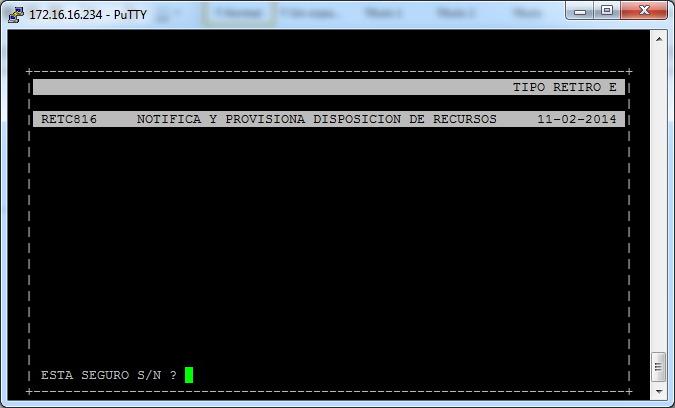 172.16.16.234 - PuTTY
TIPO RETIRO E
RETC816 NOTIFICA Y PROVISIONA DISPOSICION DE RECURSOS 11-02-2014
ESTA SEGURO S/N ?